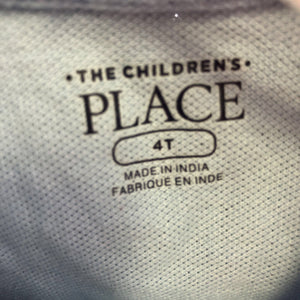 • THE CHILDREN'S •
PLACE
4T
MADE IN INDIA
FABRIQUE EN INDE